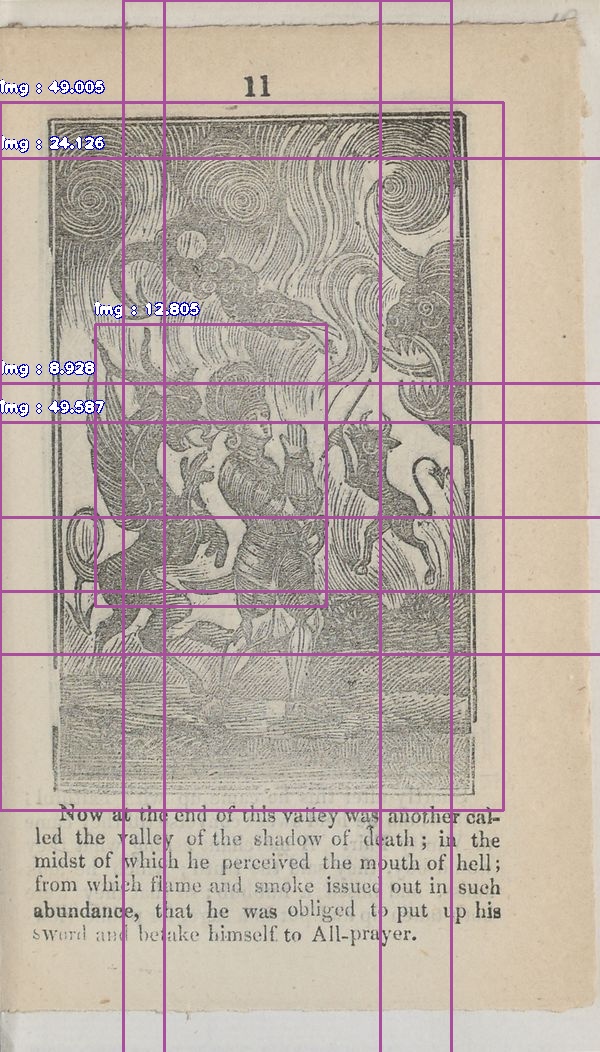 11
img : 49.005
img : 24.126
img : 12.805
img : 8.928
img : 49.587
Now at the end of this valley was another cal-
led the valley of the shadow of death ; in the
midst of which he perceived the mouth of hell ;
from which flame and smoke issued out in such
abundance, that he was obliged to put up his
sword and betake himself to All-prayer.